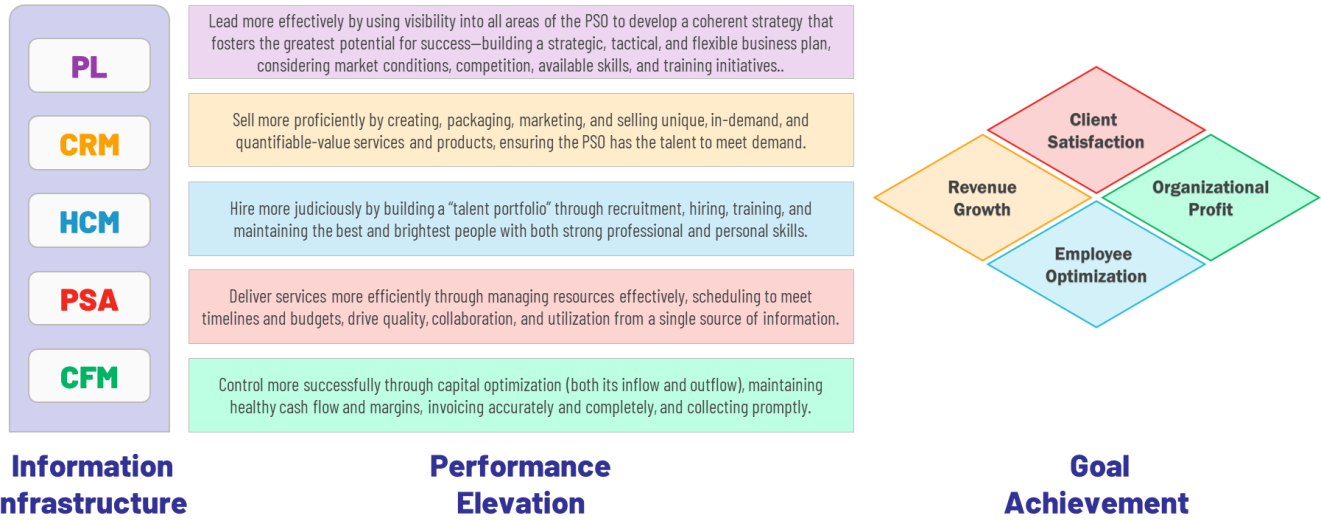 PL
Lead more effectively by using visibility into all areas of the PSO to develop a coherent strategy that
fosters the greatest potential for success—building a strategic, tactical, and flexible business plan,
considering market conditions, competition, available skills, and training initiatives..
CRM
Sell more proficiently by creating, packaging, marketing, and selling unique, in-demand, and
quantifiable-value services and products, ensuring the PSO has the talent to meet demand.
HCM
Hire more judiciously by building a “talent portfolio” through recruitment, hiring, training, and
maintaining the best and brightest people with both strong professional and personal skills.
PSA
Deliver services more efficiently through managing resources effectively, scheduling to meet
timelines and budgets, drive quality, collaboration, and utilization from a single source of information.
CFM
Control more successfully through capital optimization (both its inflow and outflow), maintaining
healthy cash flow and margins, invoicing accurately and completely, and collecting promptly.
Client
Satisfaction
Revenue
Growth
Organizational
Profit
Employee
Optimization
Information
nfrastructure
Performance
Elevation
Goal
Achievement